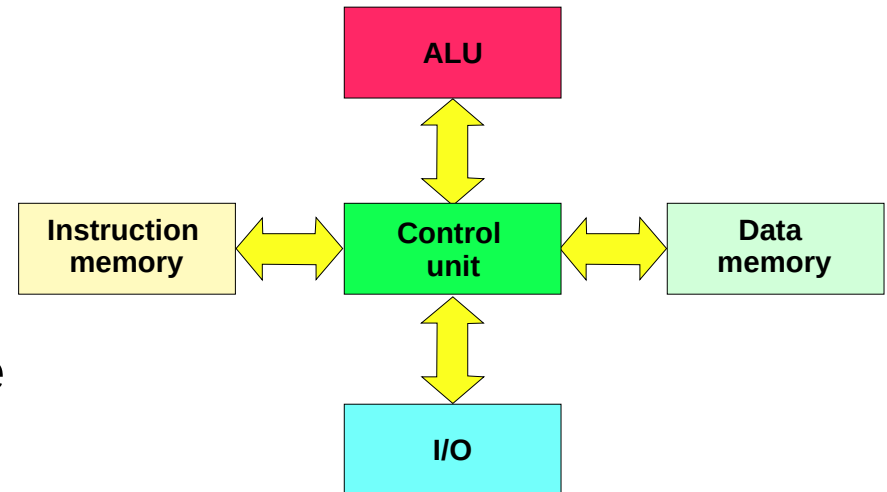 ALU
Instruction
memory
Control
unit
Data
memory
e
I/O